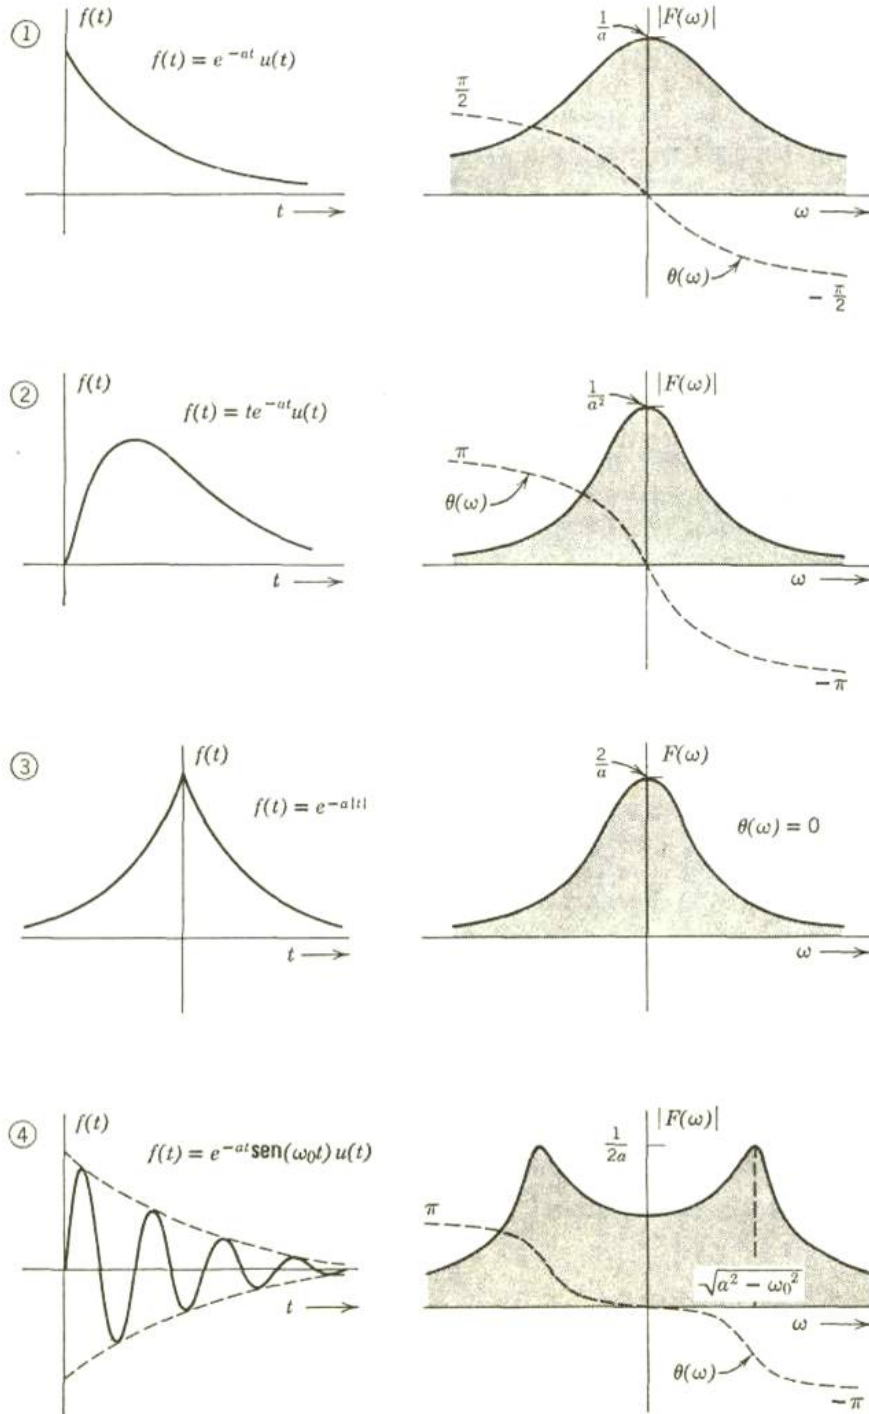 ①
f(t)
f(t) = e^{-at} u(t)
t
1/a
|F(ω)|
π/2
ω
θ(ω)
- π/2
②
f(t)
f(t) = te^{-at}u(t)
t
1/a²
|F(ω)|
π
θ(ω)
ω
-π
③
f(t)
f(t) = e^{-a|t|}
t
2/a
F(ω)
θ(ω) = 0
ω
④
f(t)
f(t) = e^{-at}sen(ω₀t) u(t)
t
1/2a
|F(ω)|
π
-√a² - ω₀²
ω
θ(ω)
-π